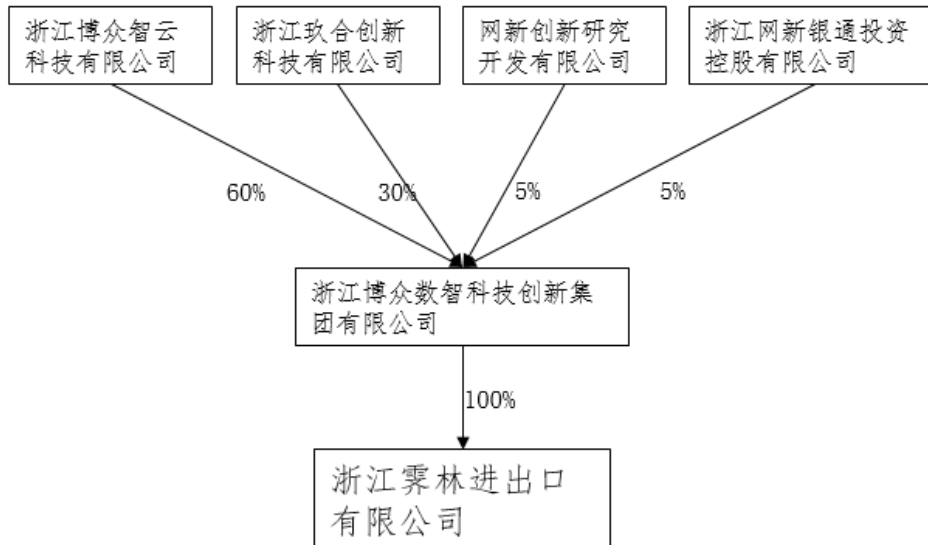 浙江博众智云
科技有限公司
浙江玖合创新
科技有限公司
网新创新研究
开发有限公司
浙江网新银通投资
控股有限公司
60%
30%
5%
5%
浙江博众数智科技创新集
团有限公司
100%
浙江霁林进出口
有限公司